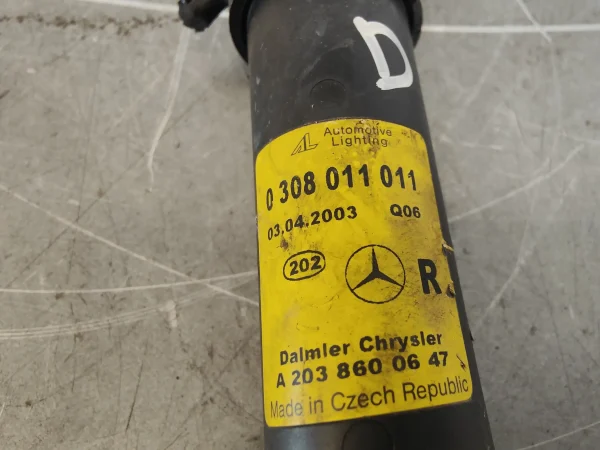 D
AL Automotive
Lighting
0 308 011 011
03.04.2003 Q06
202
Daimler Chrysler
A 203 860 06 47
Made in Czech Republic